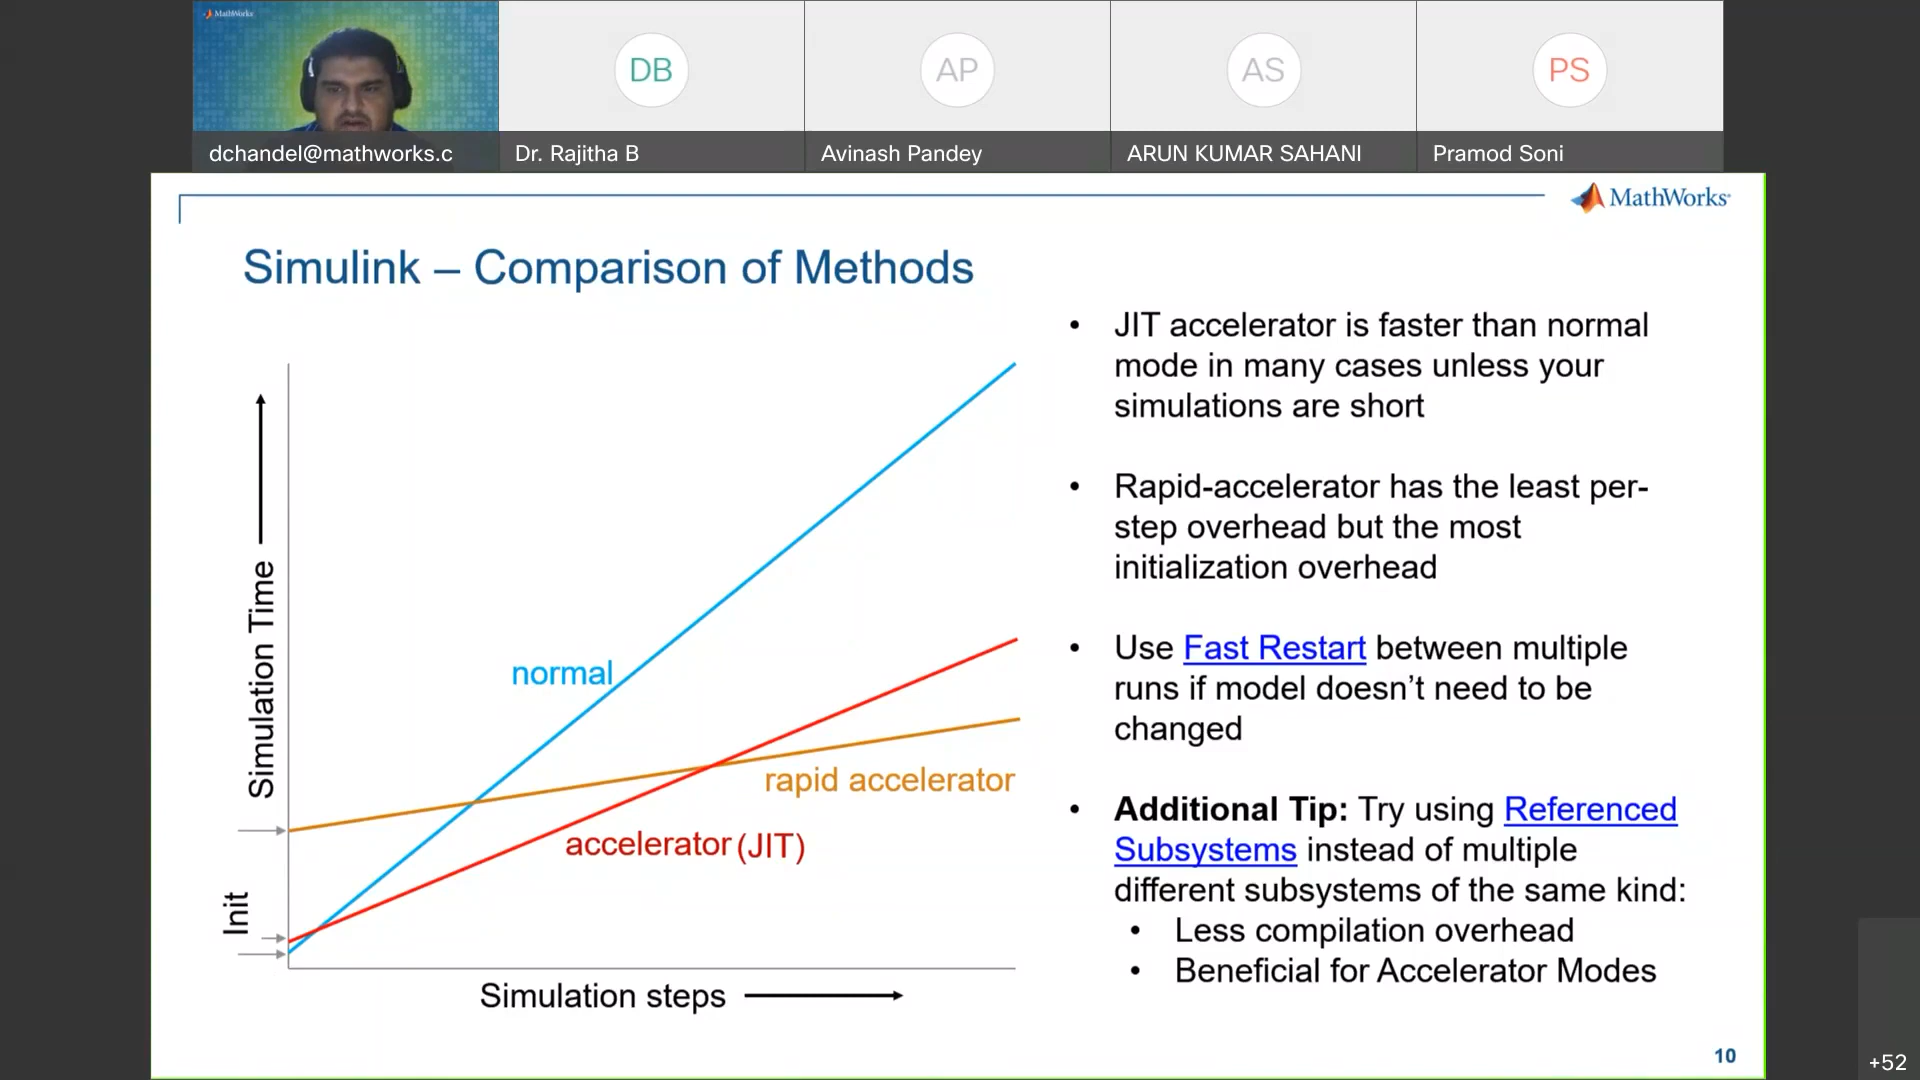 MathWorks
DB
AP
AS
PS
dchandel@mathworks.c
Dr. Rajitha B
Avinash Pandey
ARUN KUMAR SAHANI
Pramod Soni
MathWorks
Simulink – Comparison of Methods
• JIT accelerator is faster than normal
mode in many cases unless your
simulations are short
• Rapid-accelerator has the least per-
step overhead but the most
initialization overhead
• Use Fast Restart between multiple
runs if model doesn't need to be
changed
• Additional Tip: Try using Referenced
Subsystems instead of multiple
different subsystems of the same kind:
• Less compilation overhead
• Beneficial for Accelerator Modes
Simulation Time
Init
normal
rapid accelerator
accelerator (JIT)
Simulation steps
10
+52